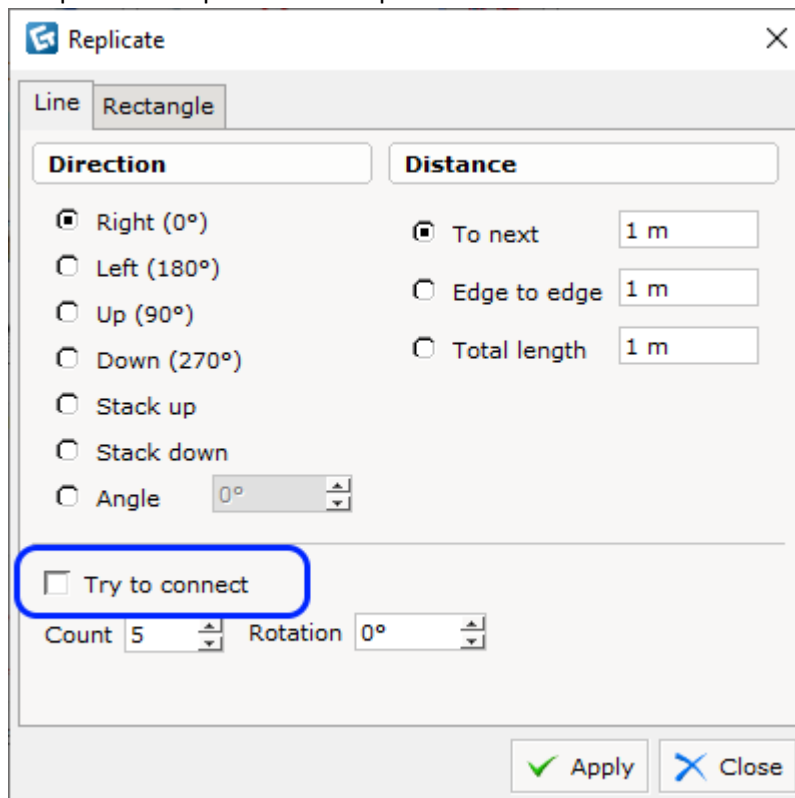 Replicate
Line Rectangle
Direction
Right (0°)
Left (180°)
Up (90°)
Down (270°)
Stack up
Stack down
Angle 0°
Distance
To next 1 m
Edge to edge 1 m
Total length 1 m
Try to connect
Count 5 Rotation 0°
Apply Close